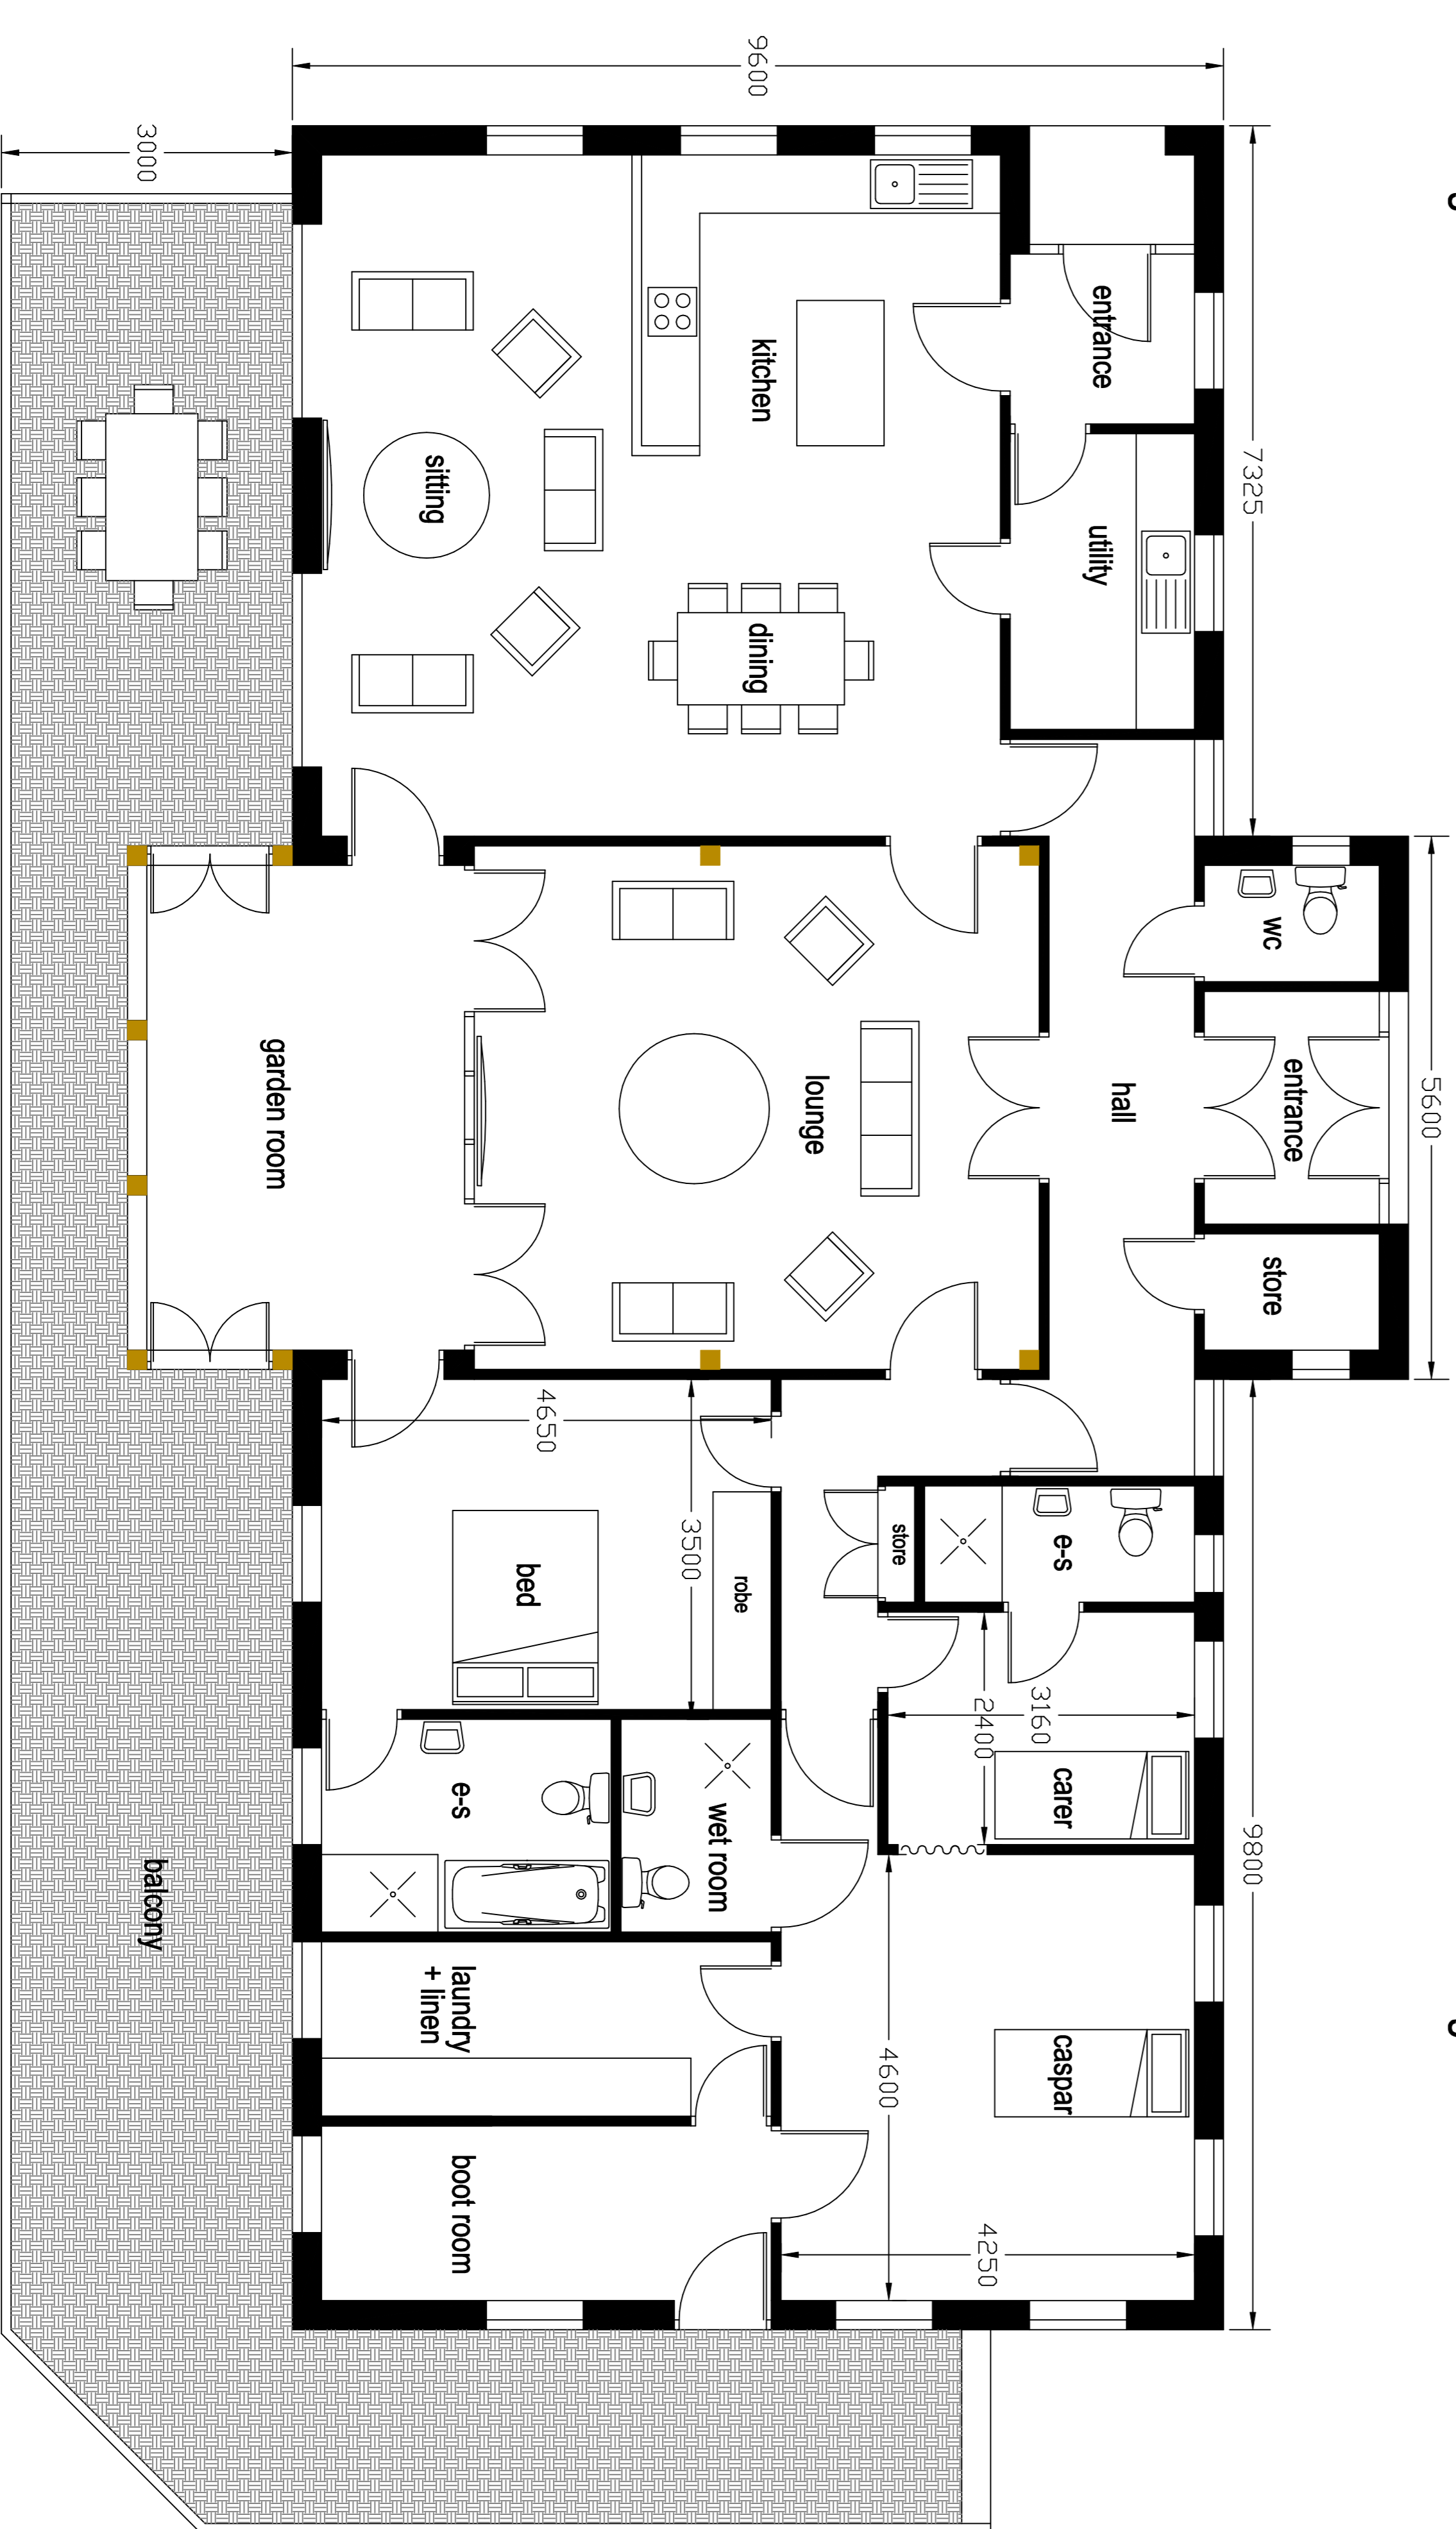 5600
7325
9800
wc
entrance
store
entrance
utility
hall
e-s
carer
caspar
3160
2400
4250
store
4600
kitchen
dining
lounge
robe
3500
wet room
9600
sitting
4650
bed
e-s
laundry
+ linen
boot room
garden room
3000
balcony